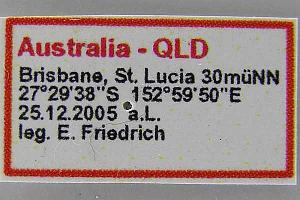 Australia - QLD
Brisbane, St. Lucia 30müNN
27°29'38"S 152°59'50"E
25.12.2005 a.L.
leg. E. Friedrich